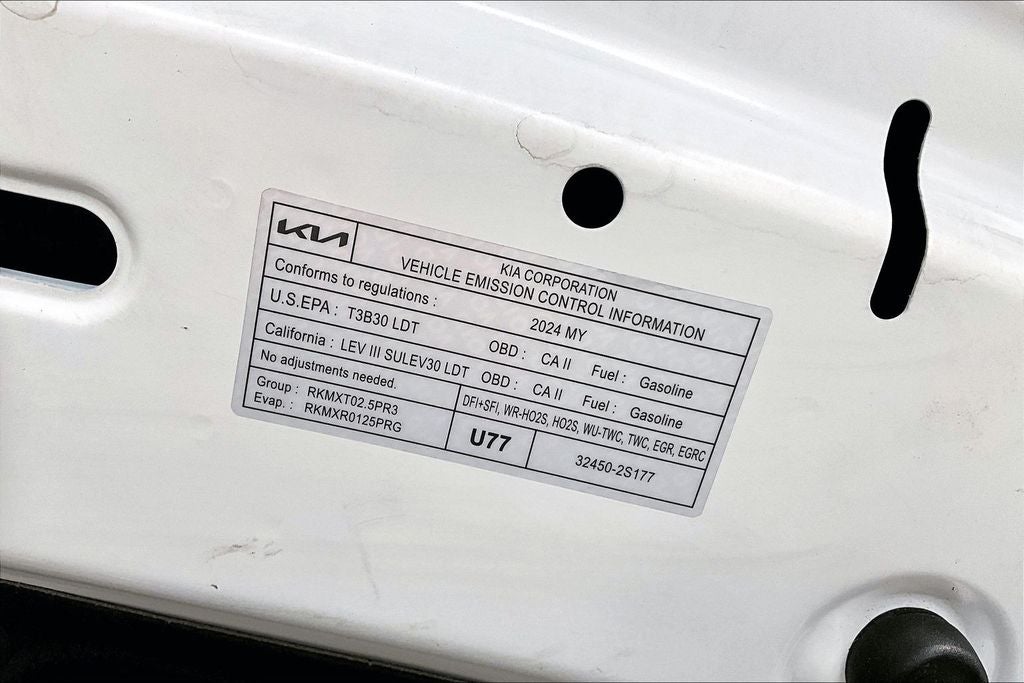 KIA
KIA CORPORATION
VEHICLE EMISSION CONTROL INFORMATION
Conforms to regulations : 2024 MY
U.S.EPA : T3B30 LDT OBD : CA II Fuel : Gasoline
California : LEV III SULEV30 LDT OBD : CA II Fuel : Gasoline
No adjustments needed. DFI+SFI, WR-HO2S, HO2S, WU-TWC, TWC, EGR, EGRC
Group : RKMXT02.5PR3
Evap. : RKMXR0125PRG
U77
32450-2S177